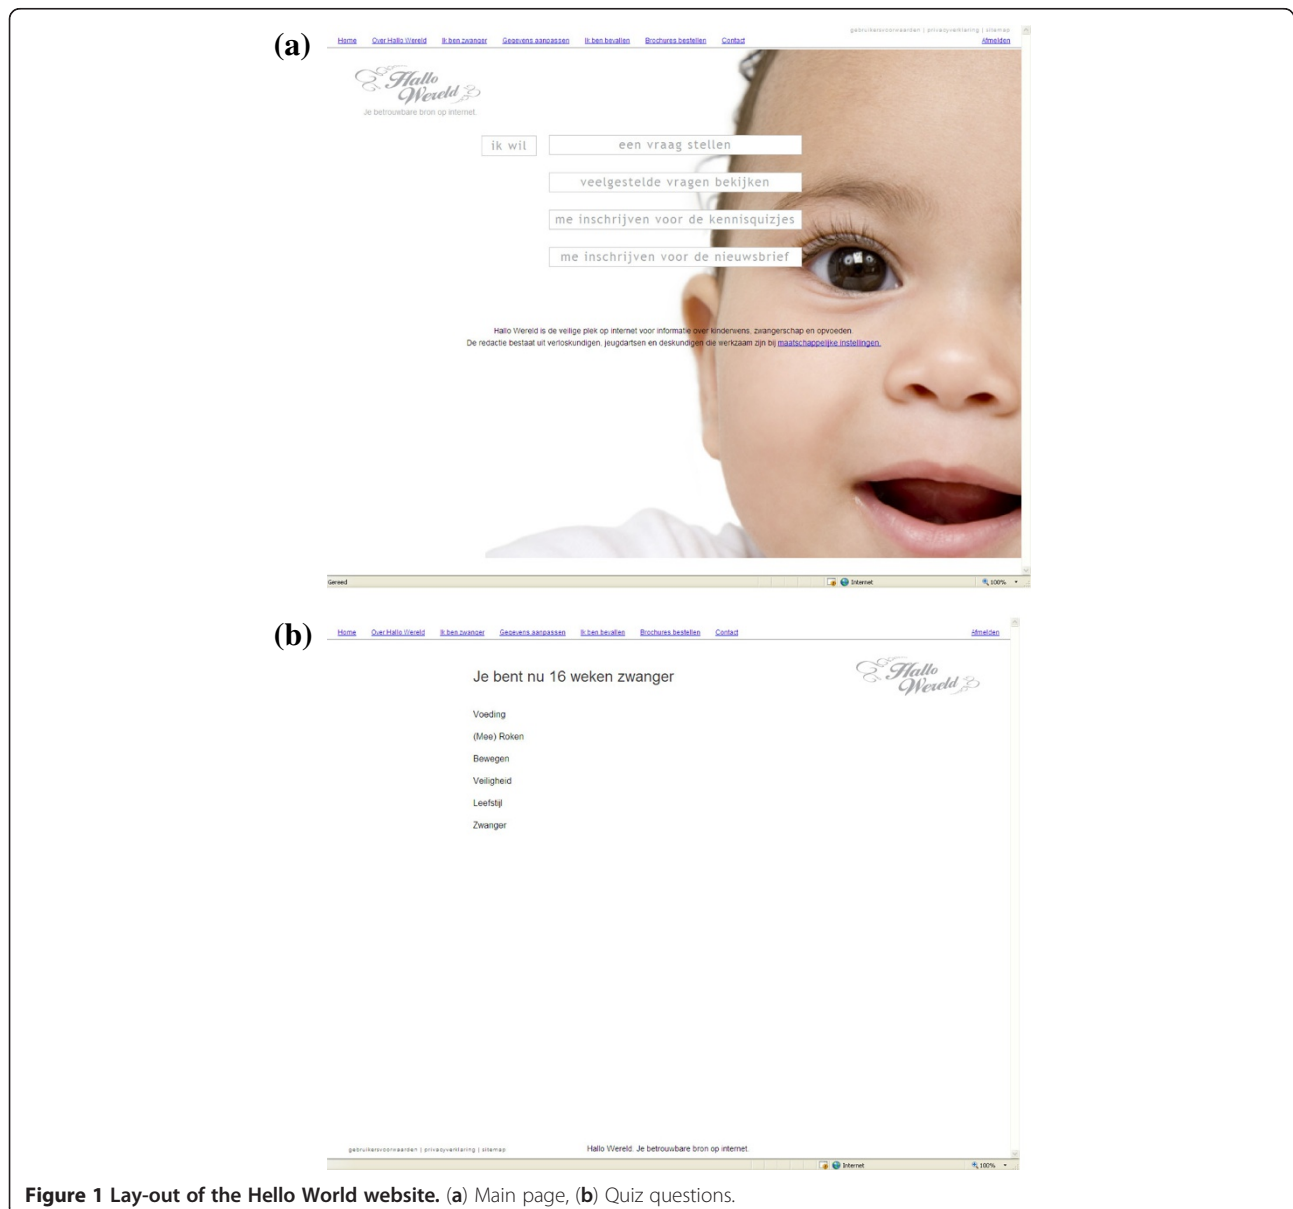 (a)
gebruikersvoorwaarden | privacyverklaring | sitemap
Home Over Hallo Wereld Ik ben zwanger Gegevens aanpassen Ik ben bevallen Brochures bestellen Contact Afmelden
Hallo
Wereld
Je betrouwbare bron op internet.
ik wil een vraag stellen
veelgestelde vragen bekijken
me inschrijven voor de kennisquizjes
me inschrijven voor de nieuwsbrief
Hallo Wereld is de veilige plek op internet voor informatie over kinderwens, zwangerschap en opvoeden.
De redactie bestaat uit verloskundigen, jeugdartsen en deskundigen die werkzaam zijn bij maatschappelijke instellingen.
Gereed Internet 100%
(b)
Home Over Hallo Wereld Ik ben zwanger Gegevens aanpassen Ik ben bevallen Brochures bestellen Contact Afmelden
Hallo
Wereld
Je bent nu 16 weken zwanger
Voeding
(Mee) Roken
Bewegen
Veiligheid
Leefstijl
Zwanger
gebruikersvoorwaarden | privacyverklaring | sitemap Hallo Wereld. Je betrouwbare bron op internet.
Internet 100%
Figure 1 Lay-out of the Hello World website. (a) Main page, (b) Quiz questions.